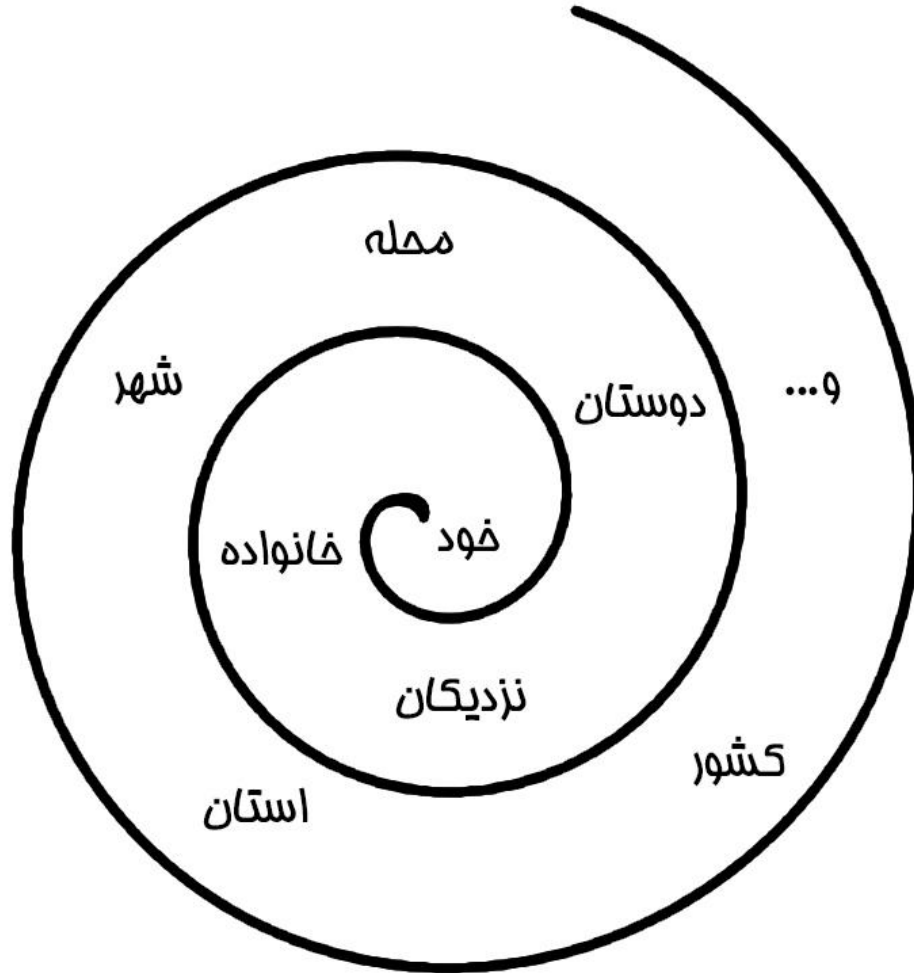 خود
خانواده
نزدیکان
دوستان
محله
شهر
استان
کشور
و...